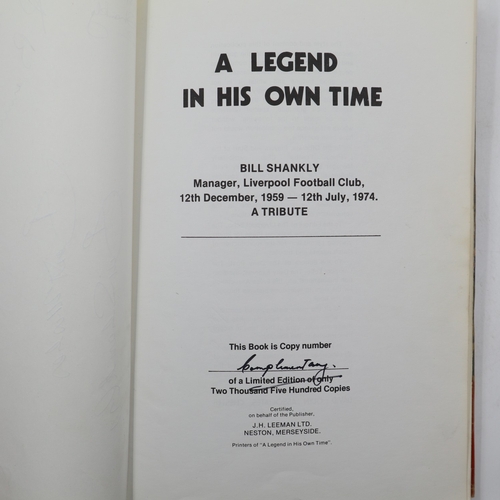 A LEGEND
IN HIS OWN TIME
BILL SHANKLY
Manager, Liverpool Football Club,
12th December, 1959 — 12th July, 1974.
A TRIBUTE
This Book is Copy number
Complimentary.
of a Limited Edition of only
Two Thousand Five Hundred Copies
Certified,
on behalf of the Publisher.
J.H. LEEMAN LTD.
NESTON, MERSEYSIDE.
Printers of "A Legend in His Own Time".